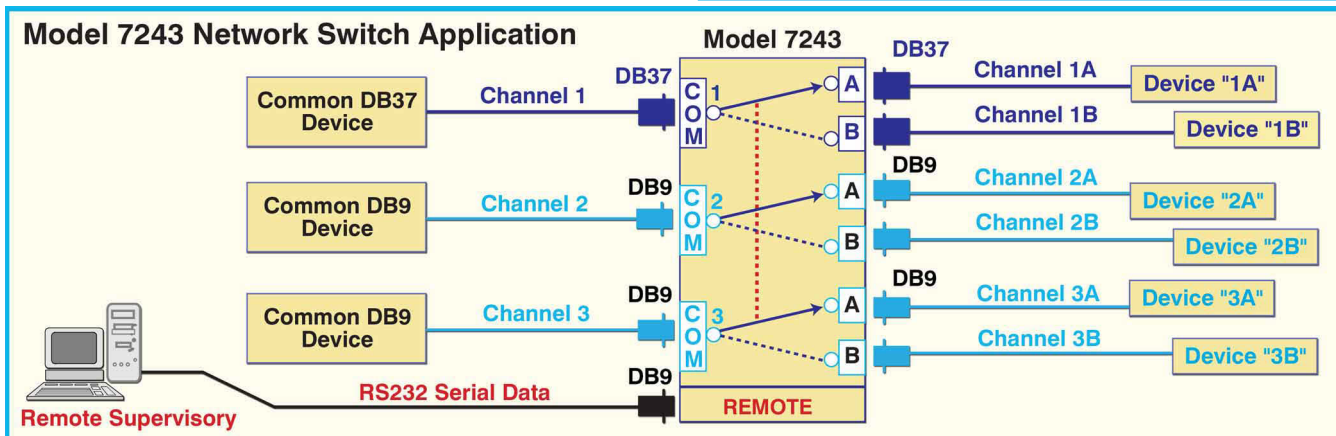 Model 7243 Network Switch Application
Model 7243
DB37
Common DB37
Device
Channel 1
DB37
COM
1
A
B
Channel 1A
Device "1A"
Channel 1B
Device "1B"
Common DB9
Device
Channel 2
DB9
COM
2
A
B
DB9
Channel 2A
Device "2A"
Channel 2B
Device "2B"
Common DB9
Device
Channel 3
DB9
COM
3
A
B
DB9
Channel 3A
Device "3A"
Channel 3B
Device "3B"
Remote Supervisory
RS232 Serial Data
DB9
REMOTE